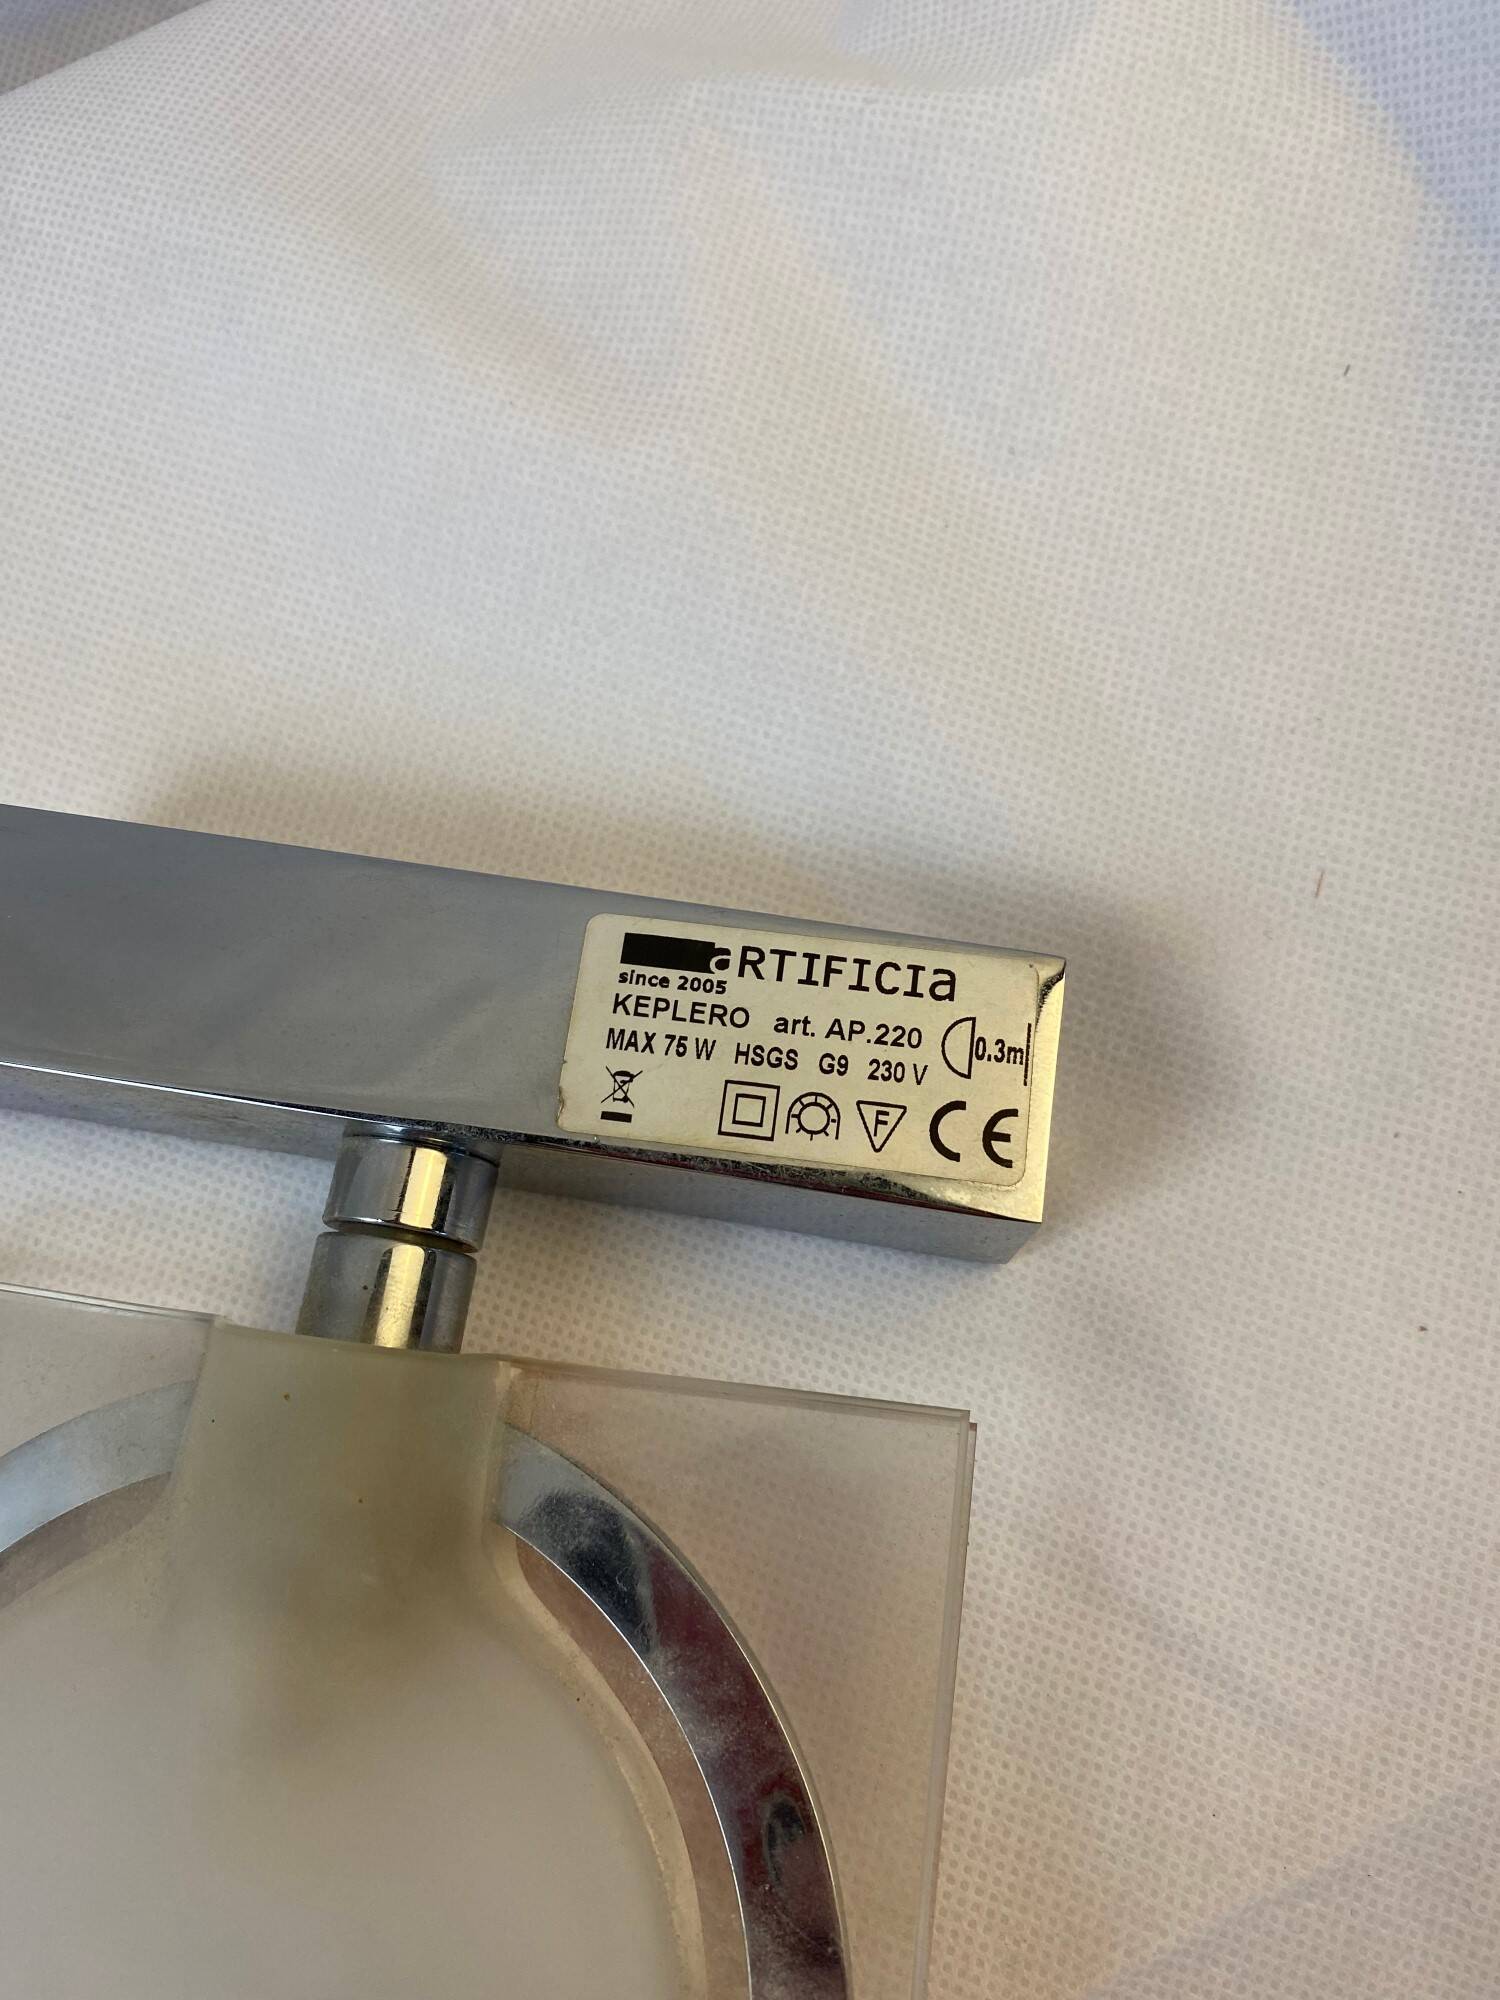 aRTIFICIa
since 2005
KEPLERO art. AP.220
0.3m
MAX 75 W HSGS G9 230 V
F CE